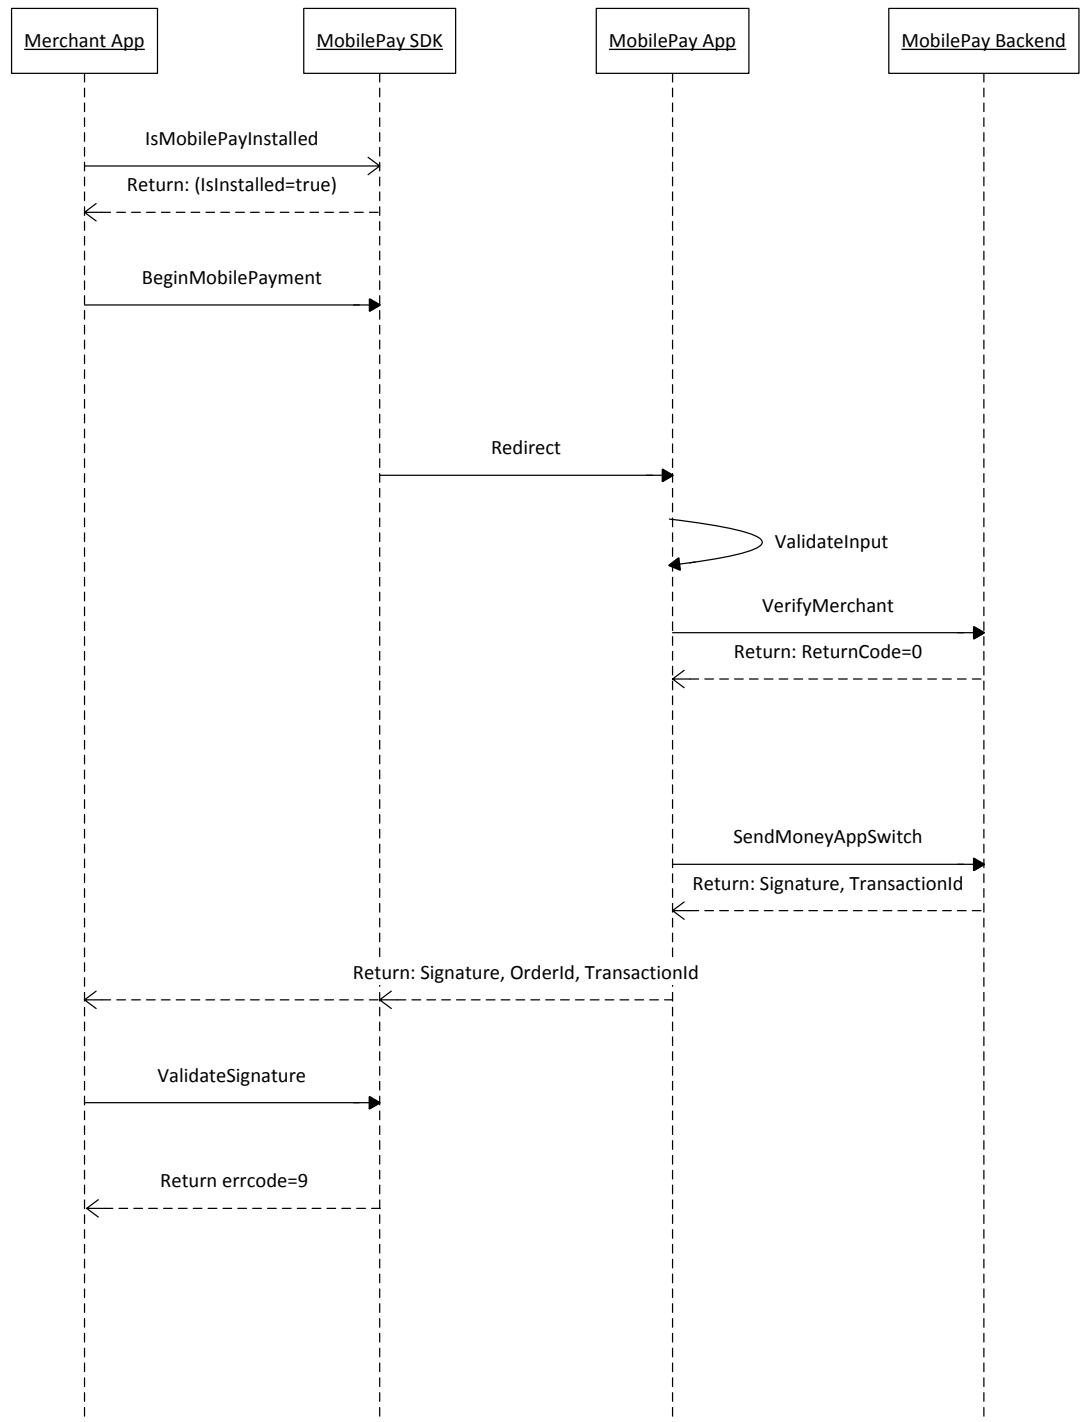 Merchant App
MobilePay SDK
MobilePay App
MobilePay Backend
IsMobilePayInstalled
Return: (IsInstalled=true)
BeginMobilePayment
Redirect
ValidateInput
VerifyMerchant
Return: ReturnCode=0
SendMoneyAppSwitch
Return: Signature, TransactionId
Return: Signature, OrderId, TransactionId
ValidateSignature
Return errcode=9